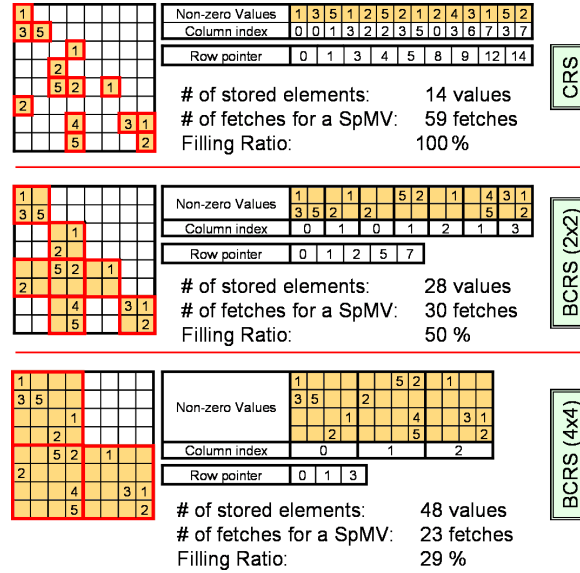 1
3 5
1
2
5 2 1
2
4 3 1
5 2
Non-zero Values 1 3 5 1 2 5 2 1 2 4 3 1 5 2
Column index 0 0 1 3 2 2 3 5 0 3 6 7 3 7
Row pointer 0 1 3 4 5 8 9 12 14
# of stored elements: 14 values
# of fetches for a SpMV: 59 fetches
Filling Ratio: 100 %
CRS
1
3 5
1
2
5 2 1
2
4 3 1
5 2
Non-zero Values
1 1 5 2 1 4 3 1
3 5 2 2 5 2
Column index 0 1 0 1 2 1 3
Row pointer 0 1 2 5 7
# of stored elements: 28 values
# of fetches for a SpMV: 30 fetches
Filling Ratio: 50 %
BCRS (2x2)
1
3 5
1
2
5 2 1
2
4 3 1
5 2
Non-zero Values
1 5 2 1
3 5 2
1 4 3 1
2 5 2
Column index 0 1 2
Row pointer 0 1 3
# of stored elements: 48 values
# of fetches for a SpMV: 23 fetches
Filling Ratio: 29 %
BCRS (4x4)